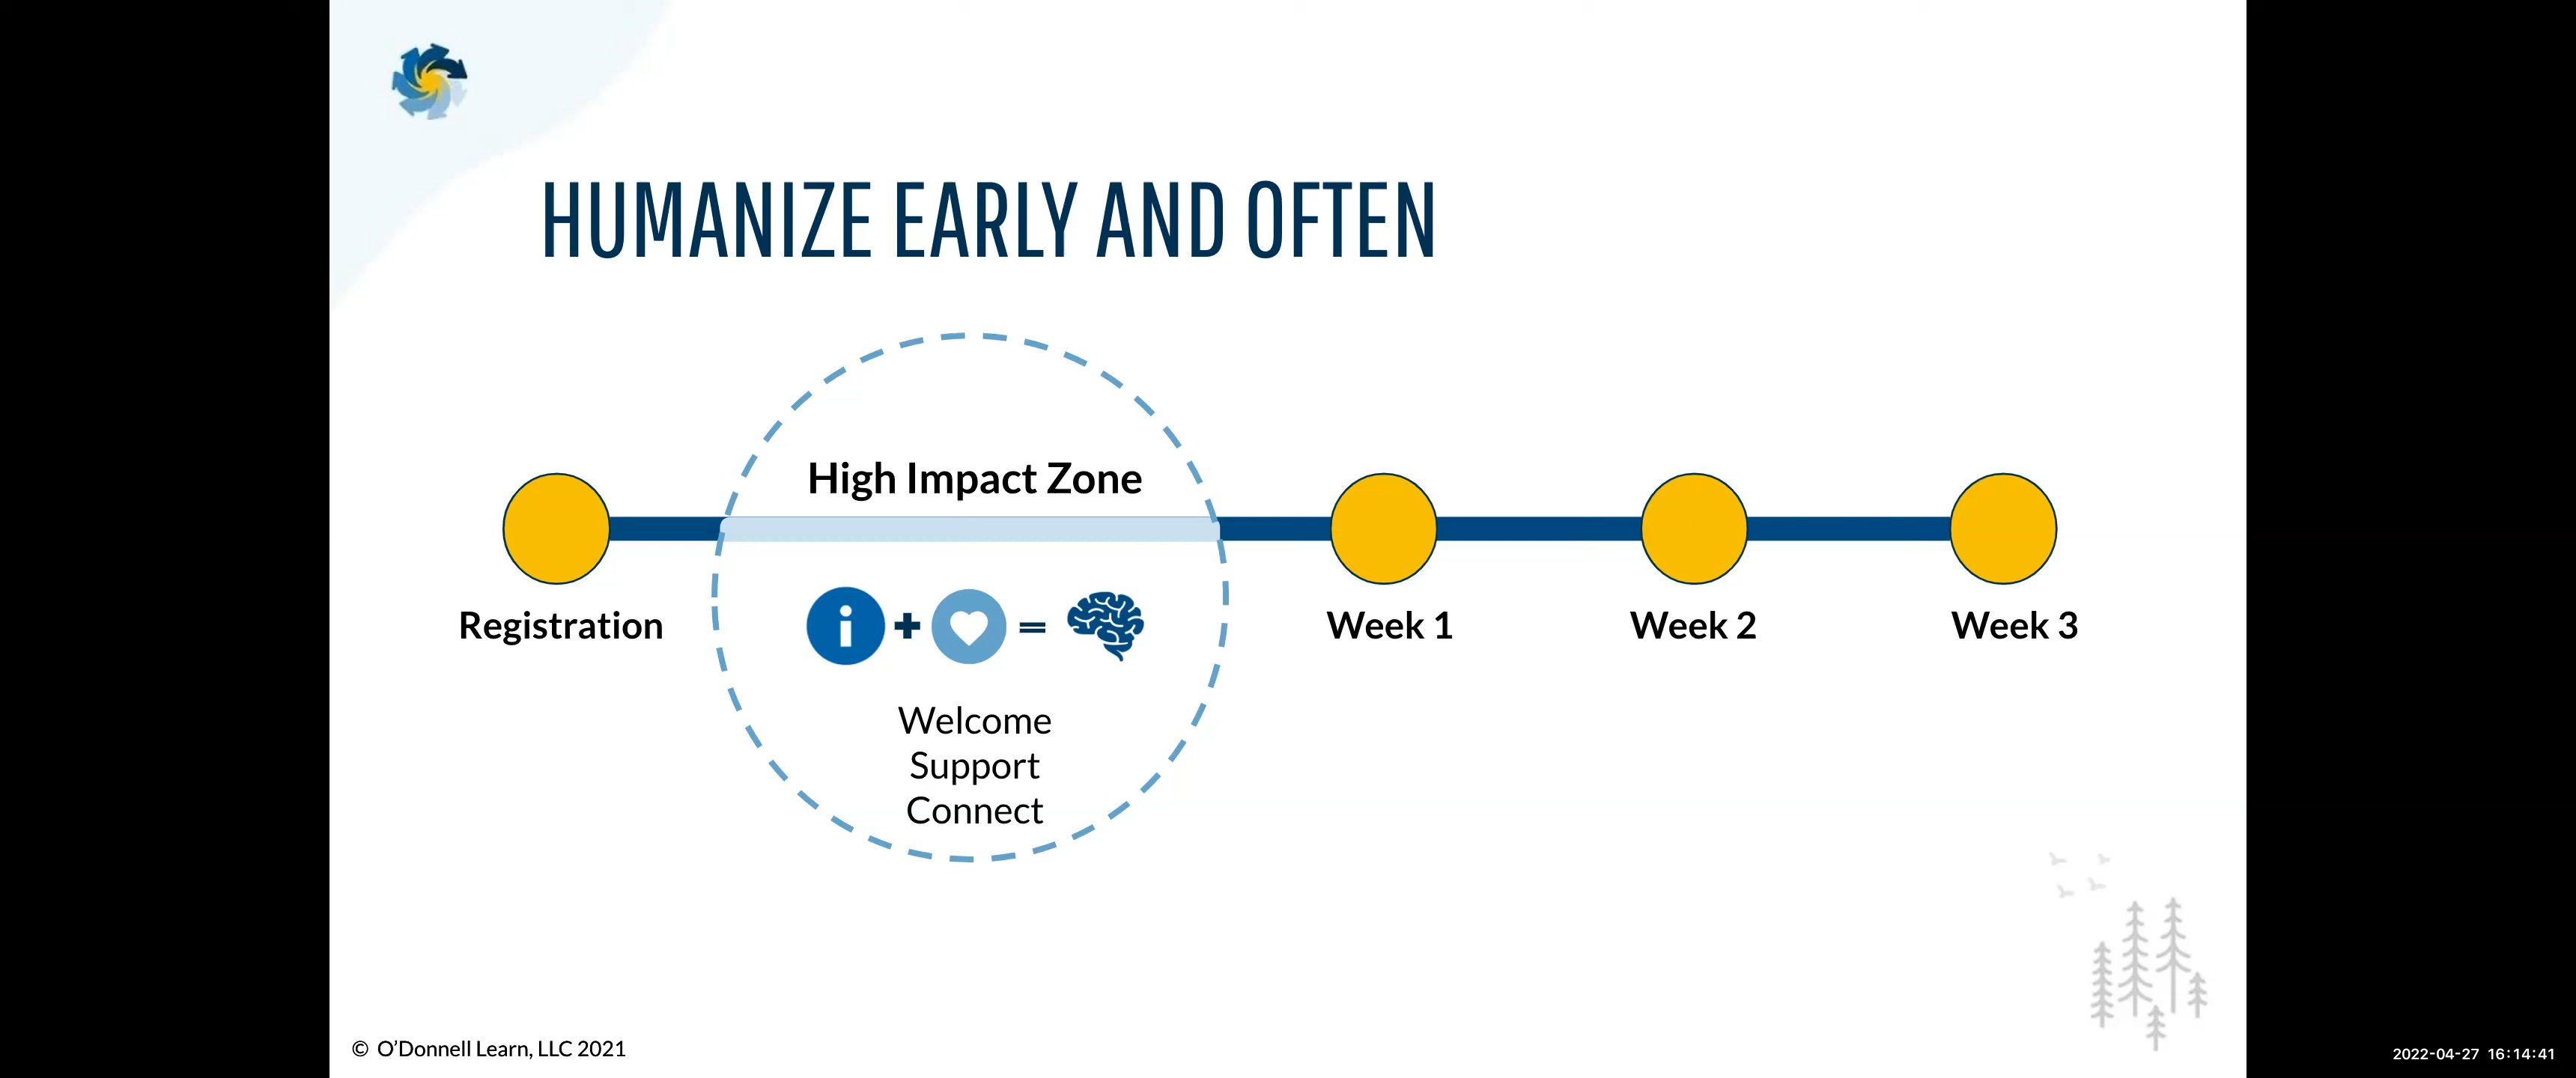 HUMANIZE EARLY AND OFTEN
High Impact Zone
Registration
Week 1
Week 2
Week 3
i + =
Welcome
Support
Connect
© O'Donnell Learn, LLC 2021
2022-04-27 16:14:41